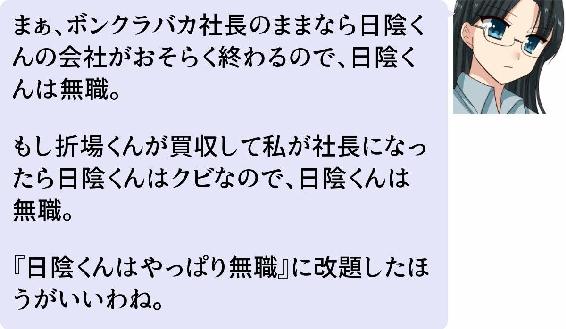 まぁ、ボンクラバカ社長のままなら日陰く
んの会社がおそらく終わるので、日陰く
んは無職。
もし折場くんが買収して私が社長になっ
たら日陰くんはクビなので、日陰くんは
無職。
『日陰くんはやっぱり無職』に改題したほ
うがいいわね。